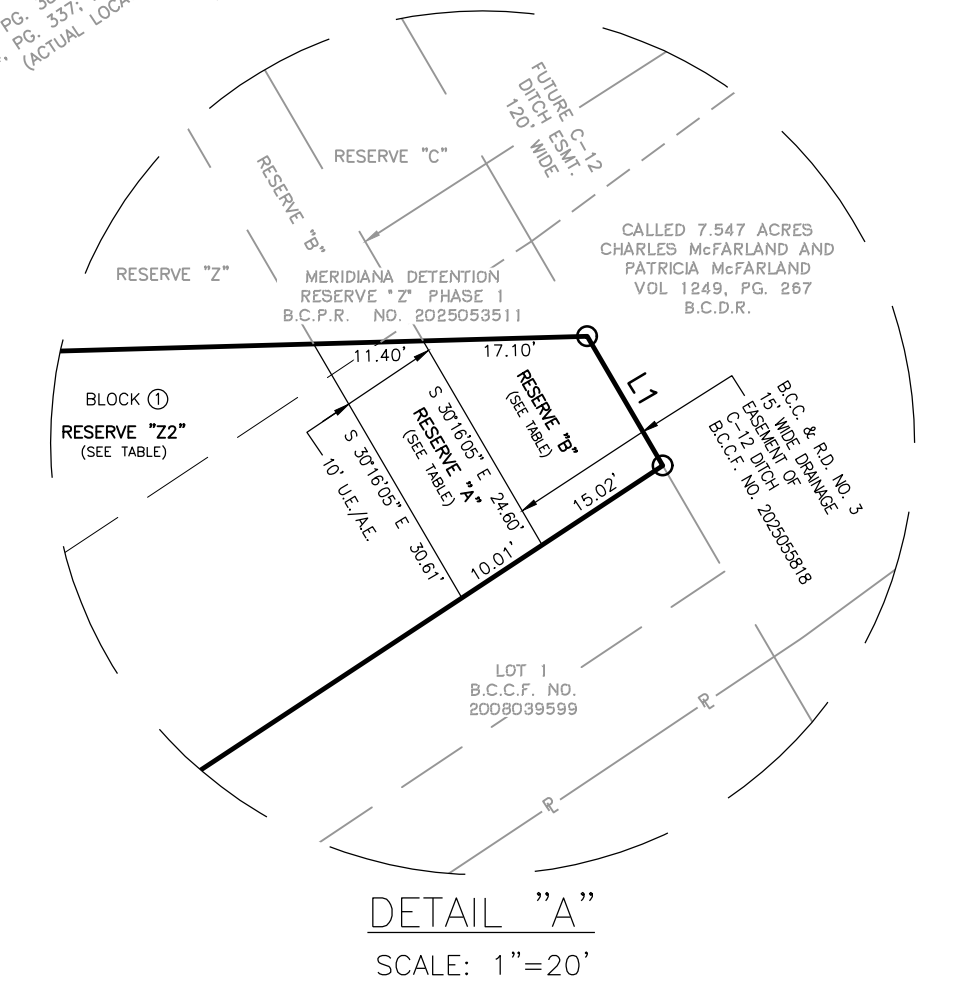 PG. 337;
(ACTUAL LOCA
FUTURE C-12
DITCH ESMT.
120' WIDE
RESERVE "C"
RESERVE "B"
RESERVE "Z"
CALLED 7.547 ACRES
CHARLES McFARLAND AND
PATRICIA McFARLAND
VOL 1249, PG. 267
B.C.D.R.
MERIDIANA DETENTION
RESERVE "Z" PHASE 1
B.C.P.R. NO. 2025053511
11.40'
17.10'
L1
BLOCK 1
RESERVE "Z2"
(SEE TABLE)
RESERVE "B"
(SEE TABLE)
S 30°16'05" E 24.60'
RESERVE "A"
(SEE TABLE)
S 30°16'05" E 30.61'
10' U.E./A.E.
B.C.C. & R.D. NO. 3
15' WIDE DRAINAGE
EASEMENT OF
C-12 DITCH
B.C.C.F. NO. 2025055818
15.02'
10.01'
LOT 1
B.C.C.F. NO.
2008039599
PL
PL
DETAIL "A"
SCALE: 1"=20'